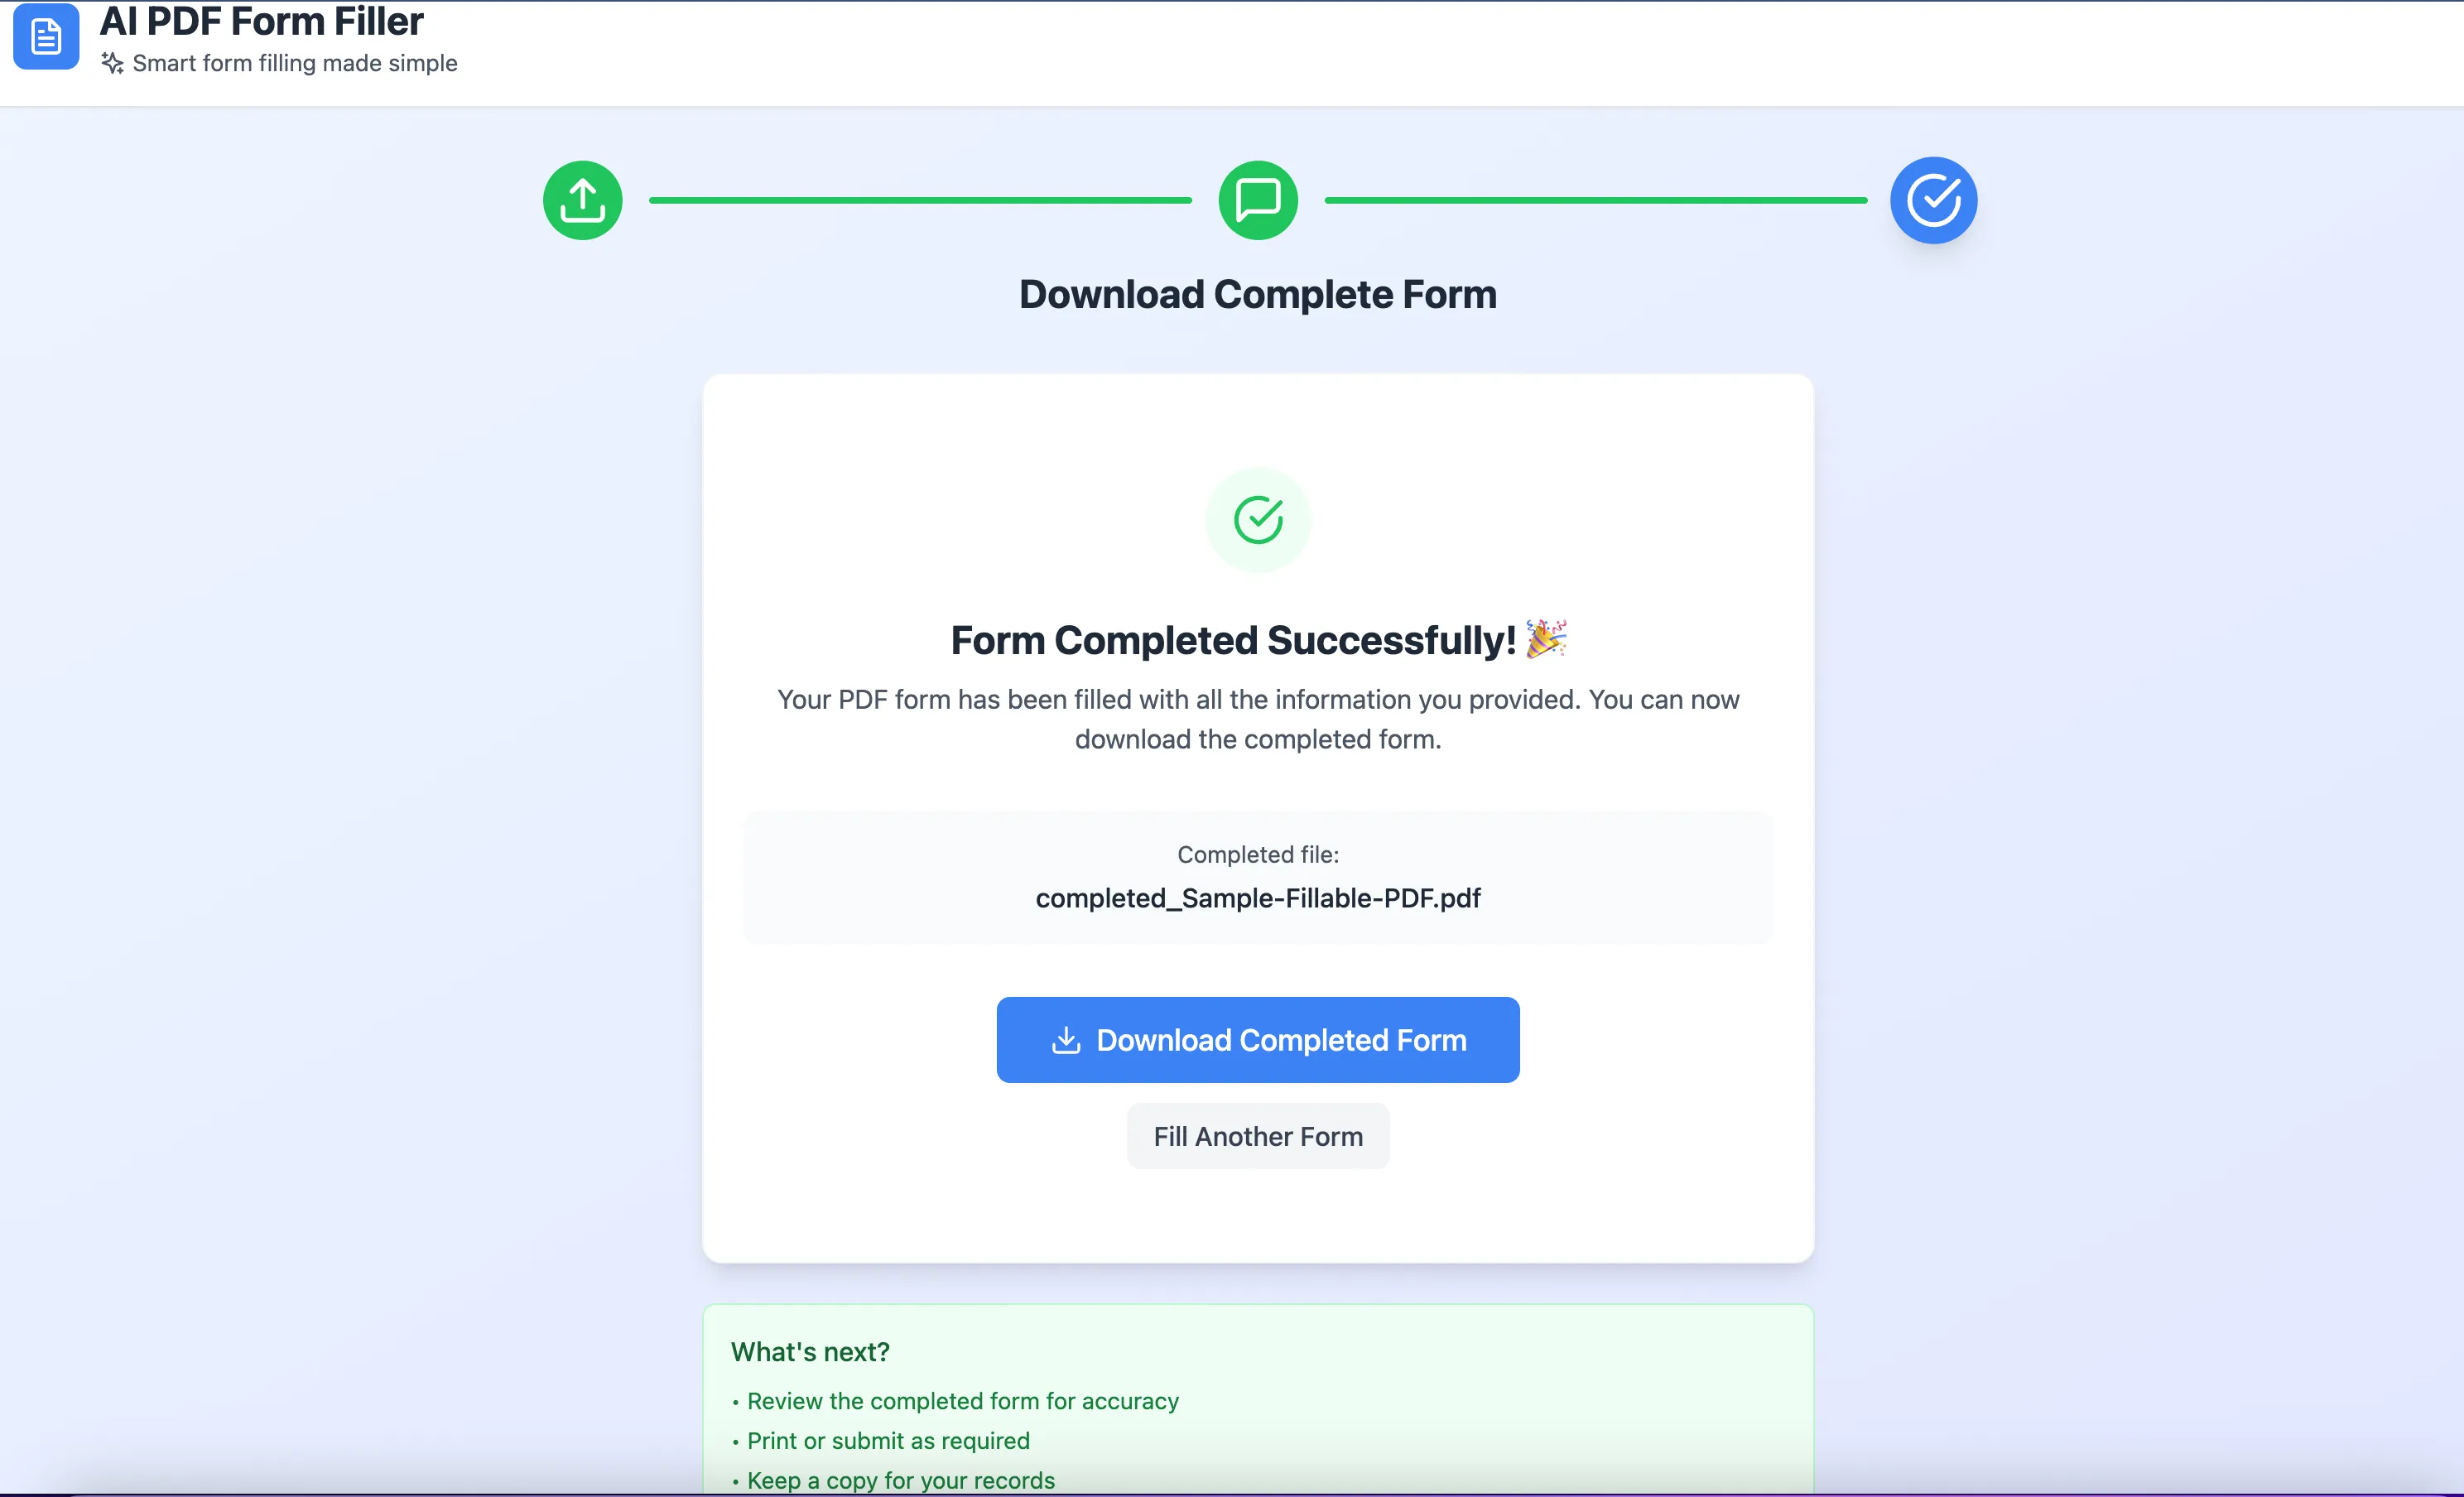 AI PDF Form Filler
Smart form filling made simple
Download Complete Form
Form Completed Successfully! 🎉
Your PDF form has been filled with all the information you provided. You can now
download the completed form.
Completed file:
completed_Sample-Fillable-PDF.pdf
Download Completed Form
Fill Another Form
What's next?
• Review the completed form for accuracy
• Print or submit as required
• Keep a copy for your records